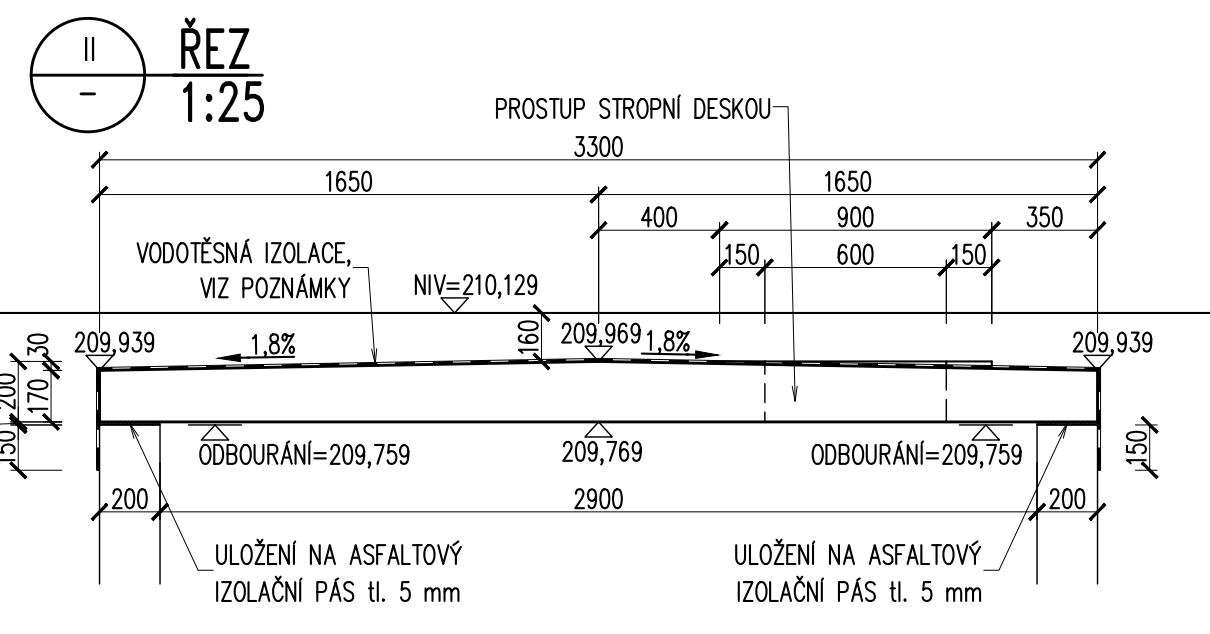 II
ŘEZ
–
1:25
PROSTUP STROPNÍ DESKOU
3300
1650
1650
400
900
350
150
600
150
VODOTĚSNÁ IZOLACE,
VIZ POZNÁMKY
NIV=210,129
160
209,939
1,8%
209,969
1,8%
209,939
30
200
170
150
ODBOURÁNÍ=209,759
209,769
ODBOURÁNÍ=209,759
150
200
2900
200
ULOŽENÍ NA ASFALTOVÝ
IZOLAČNÍ PÁS tl. 5 mm
ULOŽENÍ NA ASFALTOVÝ
IZOLAČNÍ PÁS tl. 5 mm